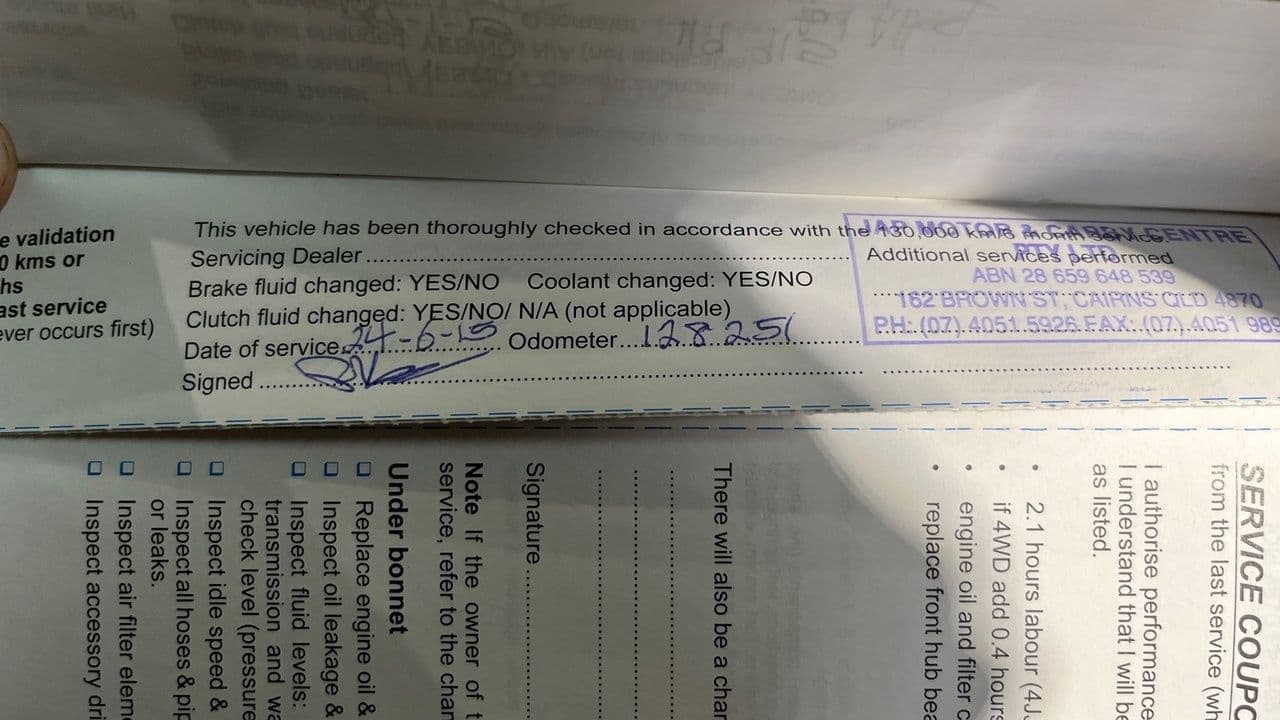 e validation
0 kms or
hs
ast service
ever occurs first)
This vehicle has been thoroughly checked in accordance with the 130,000 km/s month service.
Servicing Dealer
Brake fluid changed: YES/NO Coolant changed: YES/NO
Clutch fluid changed: YES/NO/ N/A (not applicable)
Date of service 24-6-15 Odometer 128251
Signed
MOTOR CENTRE
Additional services performed
PTY LTD
ABN 28 659 648 539
162 BROWN ST, CAIRNS QLD 4870
PH: (07) 4051 5926 FAX: (07) 4051 985
SERVICE COUPO
from the last service (wh
I authorise performance
I understand that I will be
as listed.
• 2.1 hours labour (4.
• if 4WD add 0.4 hours
• engine oil and filter c
• replace front hub bea
There will also be a char
Signature
Note If the owner of t
service, refer to the char
Under bonnet
❑ Replace engine oil &
❑ Inspect oil leakage &
❑ Inspect fluid levels:
transmission and wa
check level (pressure
❑ Inspect idle speed &
❑ Inspect all hoses & pip
or leaks.
❑ Inspect air filter elem
❑ Inspect accessory dri